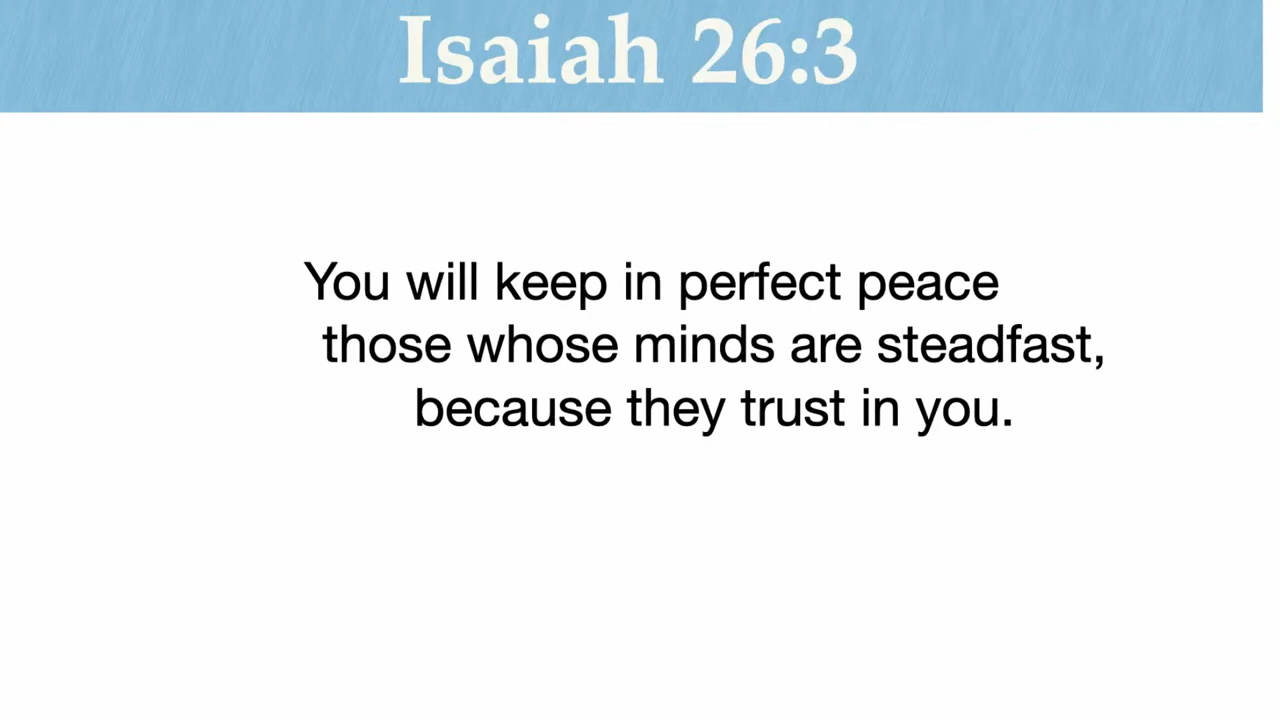 Isaiah 26:3
You will keep in perfect peace
those whose minds are steadfast,
because they trust in you.